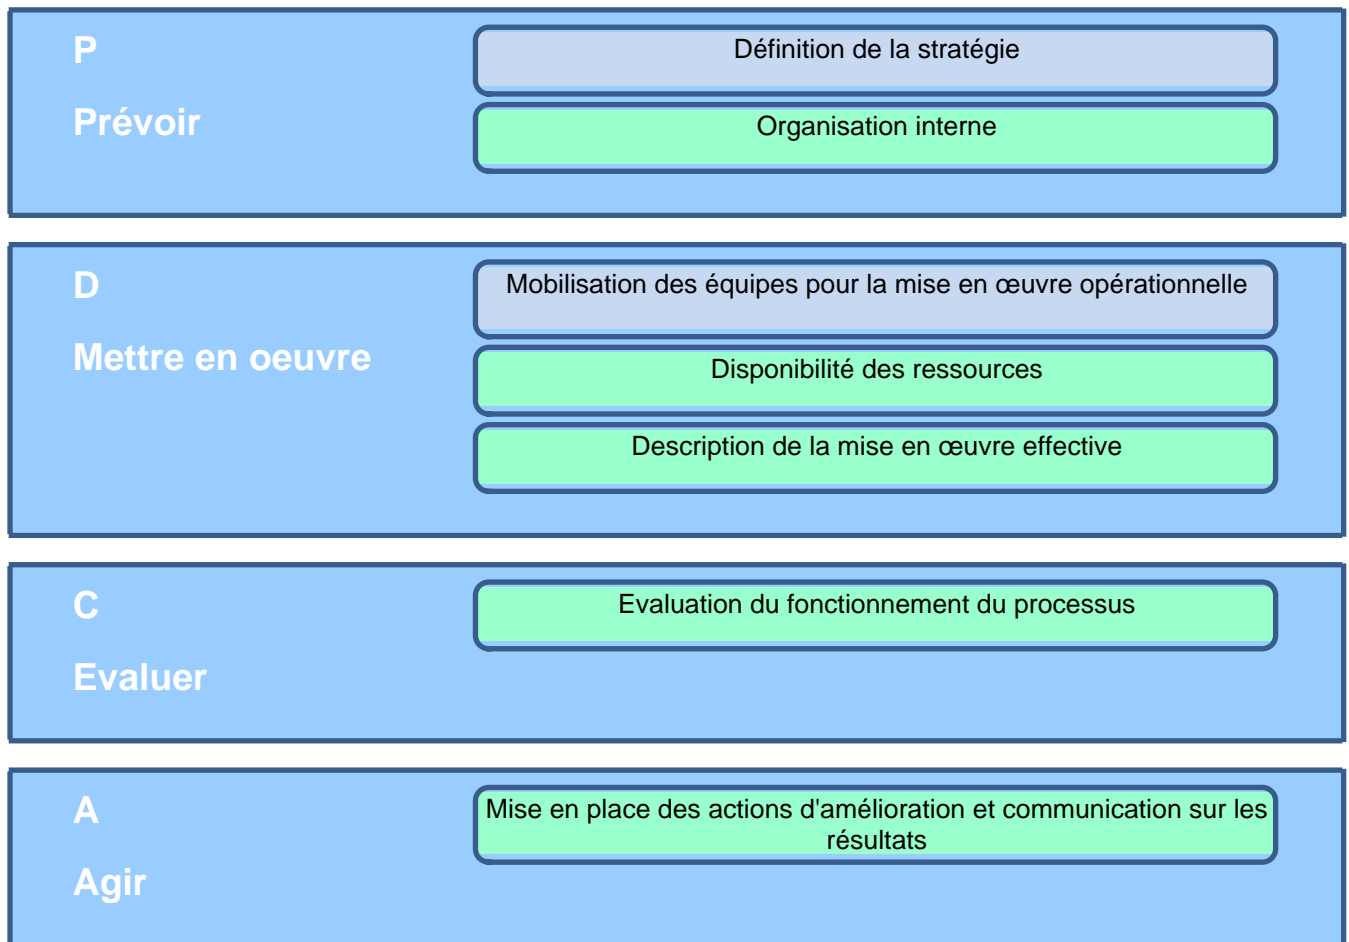 P
Prévoir
Définition de la stratégie
Organisation interne
D
Mettre en oeuvre
Mobilisation des équipes pour la mise en œuvre opérationnelle
Disponibilité des ressources
Description de la mise en œuvre effective
C
Evaluer
Evaluation du fonctionnement du processus
A
Agir
Mise en place des actions d'amélioration et communication sur les
résultats